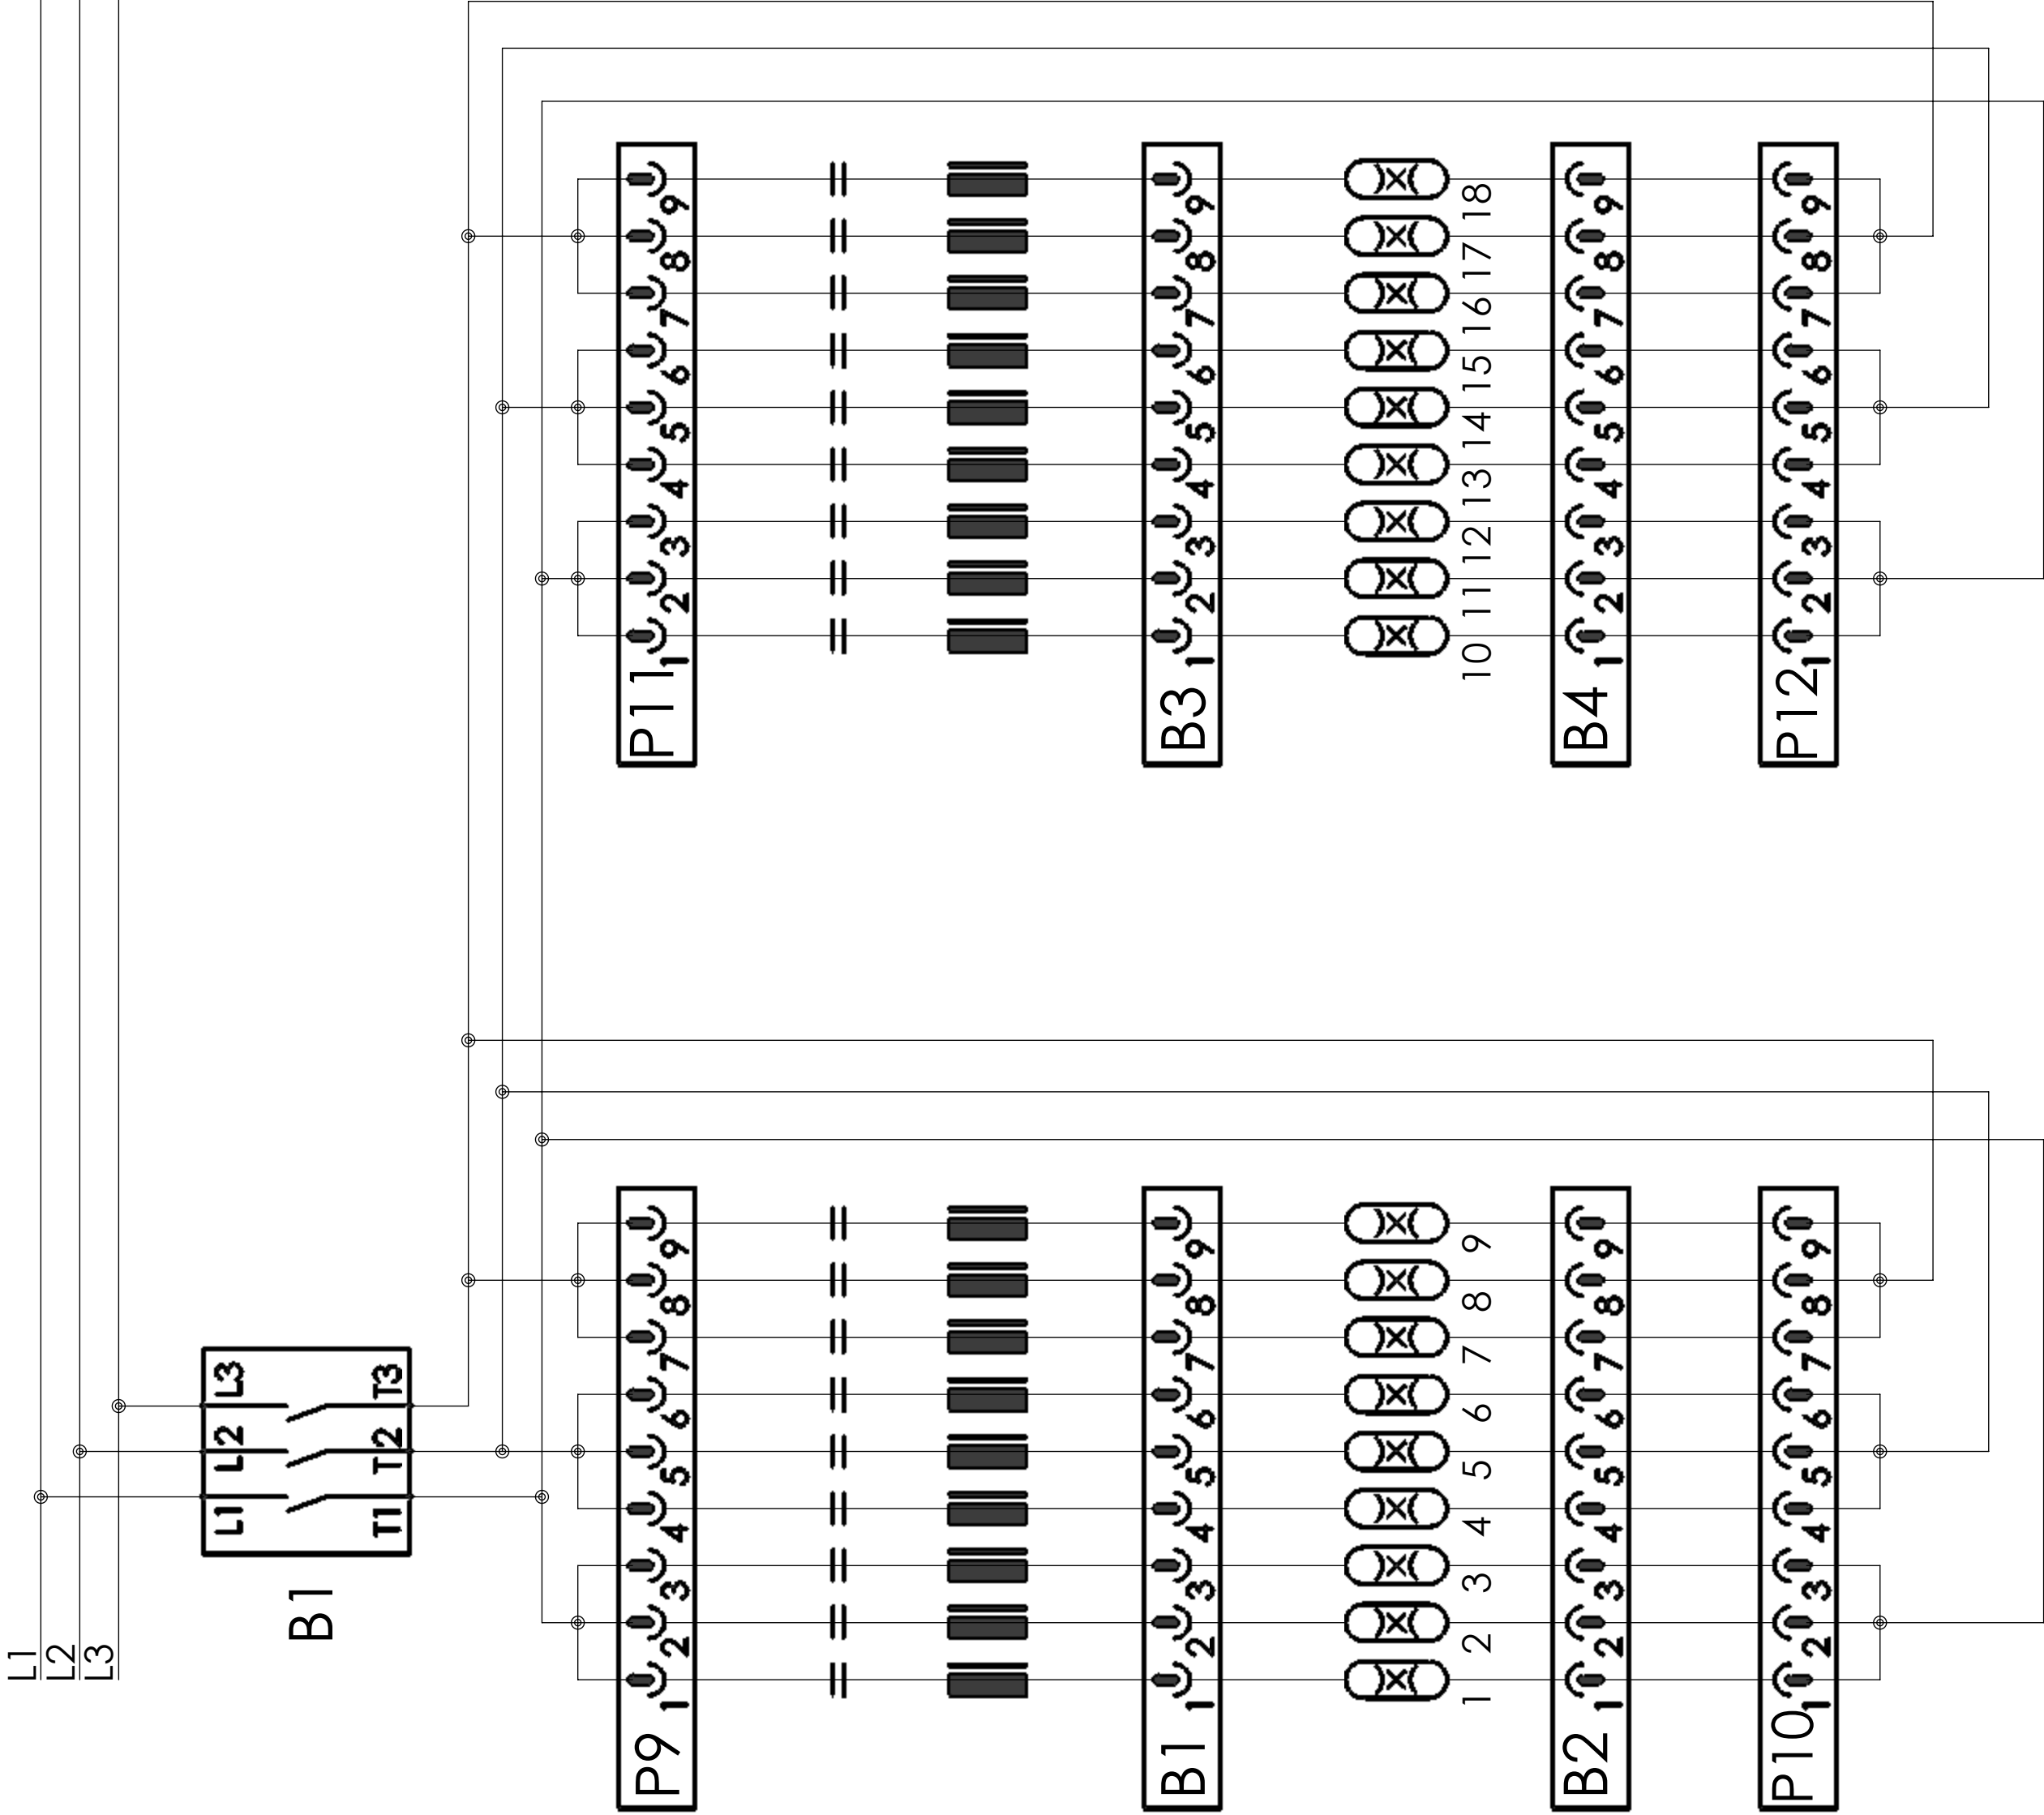 L1
L2
L3
B1
L1 L2 L3
T1 T2 T3
P9 1 2 3 4 5 6 7 8 9
B1 1 2 3 4 5 6 7 8 9
1 2 3 4 5 6 7 8 9
B2 1 2 3 4 5 6 7 8 9
P10 1 2 3 4 5 6 7 8 9
P11 1 2 3 4 5 6 7 8 9
B3 1 2 3 4 5 6 7 8 9
10 11 12 13 14 15 16 17 18
B4 1 2 3 4 5 6 7 8 9
P12 1 2 3 4 5 6 7 8 9